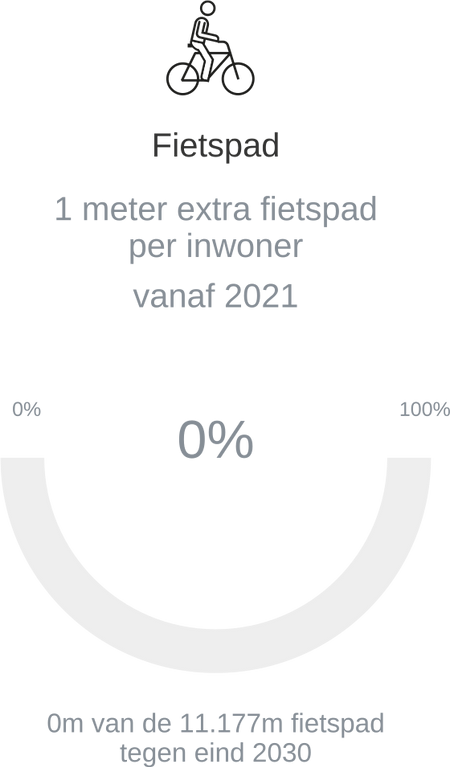 Fietspad
1 meter extra fietspad
per inwoner
vanaf 2021
0%
100%
0%
0m van de 11.177m fietspad
tegen eind 2030